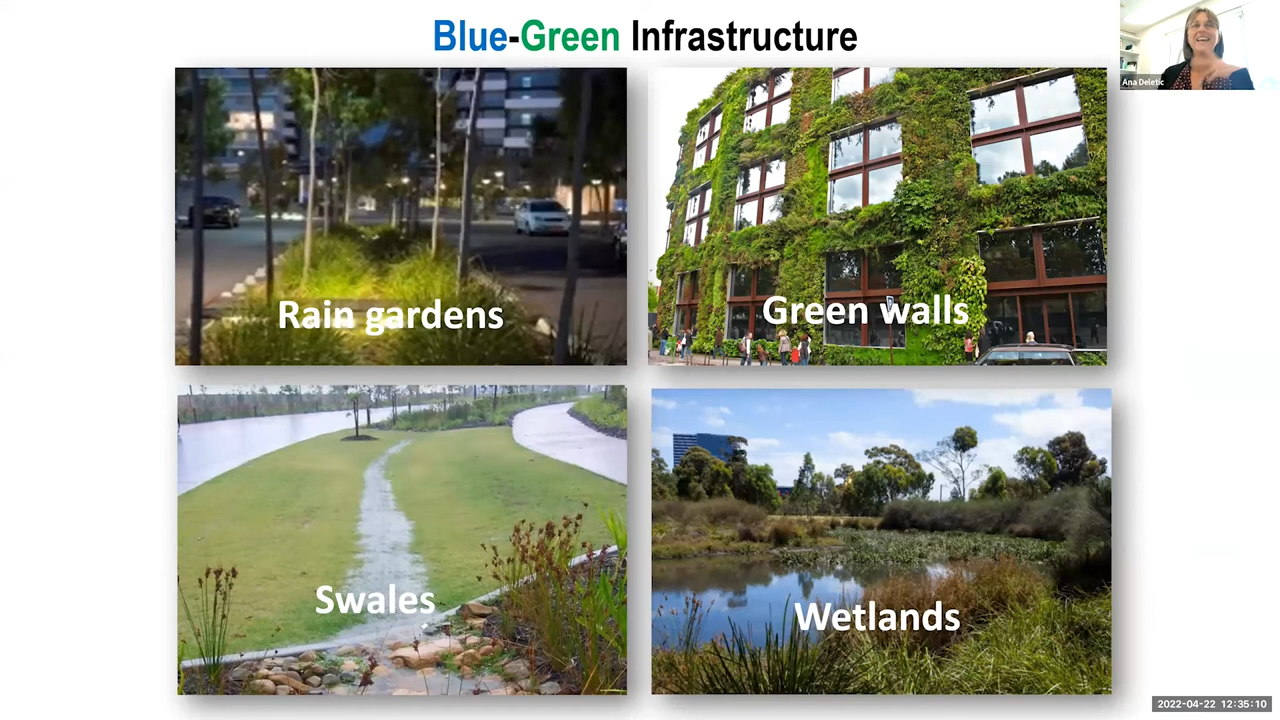 Blue-Green Infrastructure
Ana Deletic
Rain gardens
Green walls
Swales
Wetlands
2022-04-22 12:35:10